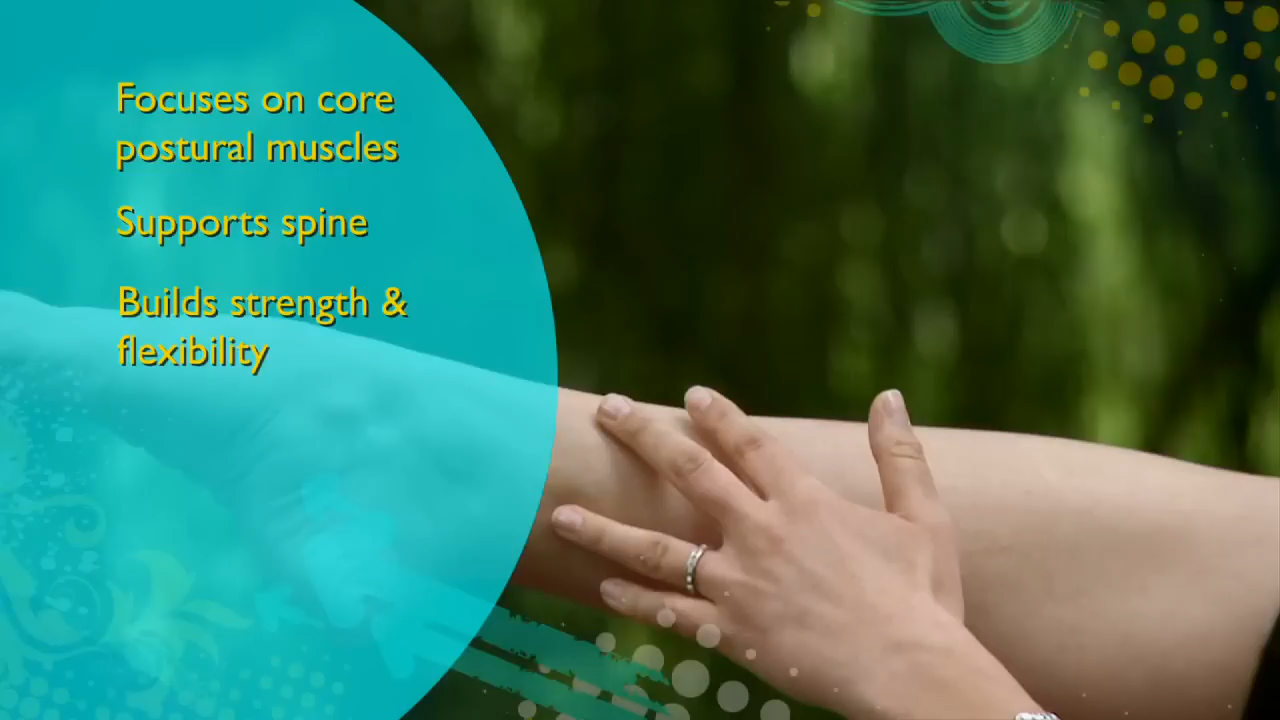 Focuses on core
postural muscles
Supports spine
Builds strength &
flexibility